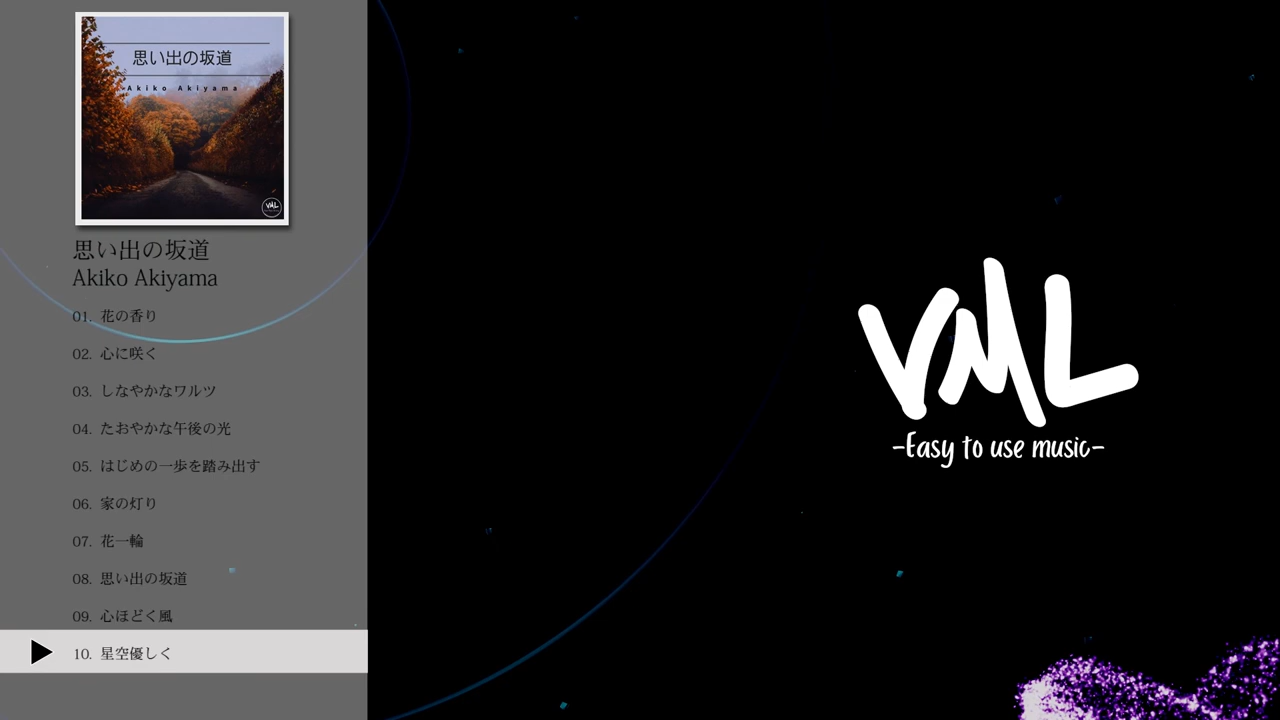 思い出の坂道
Akiko Akiyama
VML
思い出の坂道
Akiko Akiyama
01. 花の香り
02. 心に咲く
03. しなやかなワルツ
04. たおやかな午後の光
05. はじめの一歩を踏み出す
06. 家の灯り
07. 花一輪
08. 思い出の坂道
09. 心ほどく風
10. 星空優しく
VML
-Easy to use music-